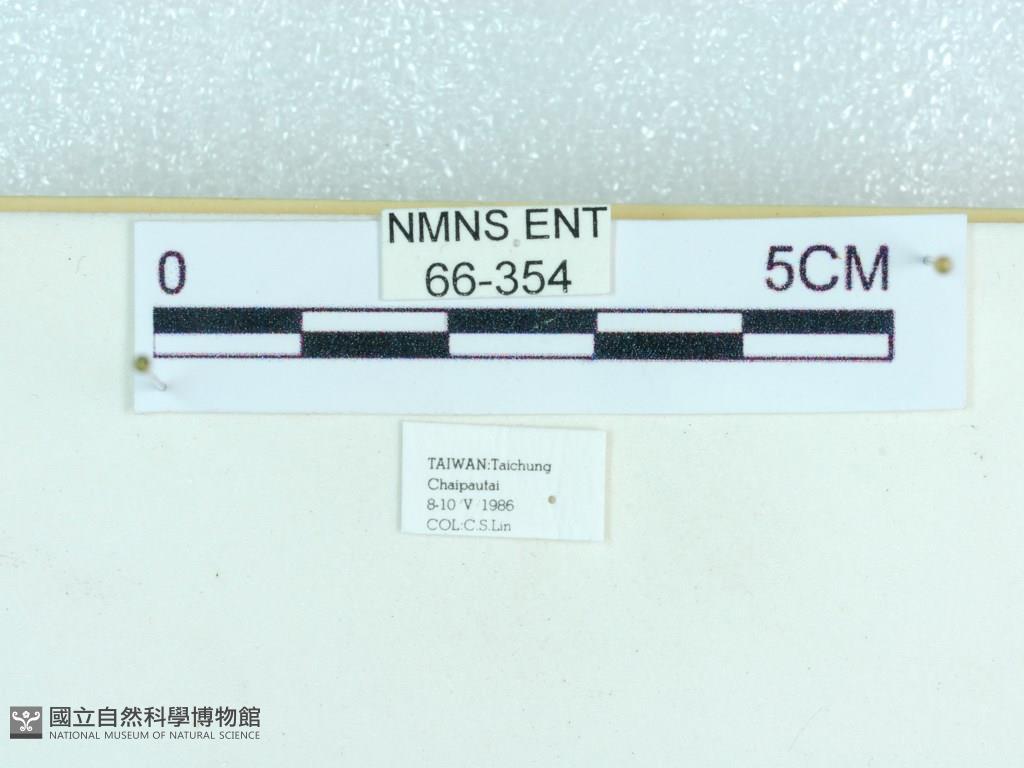 NMNS ENT
66-354
0
5CM
TAIWAN:Taichung
Chaipautai
8-10 V 1986
COL:C.S.Lin
國立自然科學博物館
NATIONAL MUSEUM OF NATURAL SCIENCE